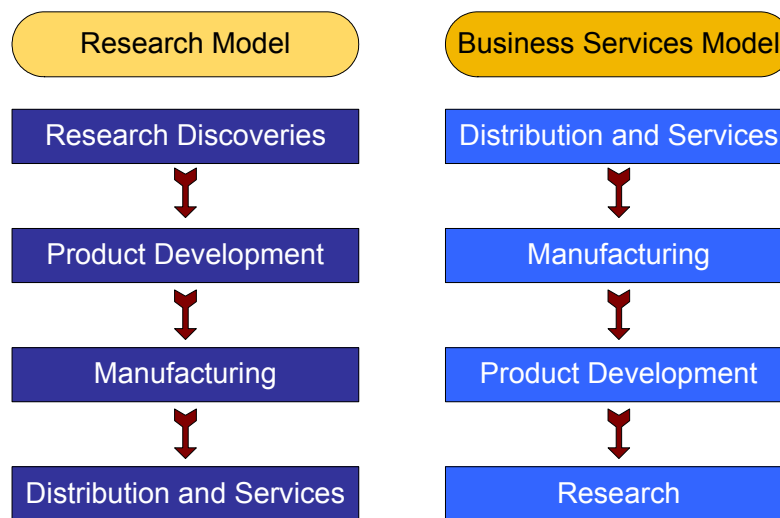 Research Model
Business Services Model
Research Discoveries
Distribution and Services
Product Development
Manufacturing
Manufacturing
Product Development
Distribution and Services
Research